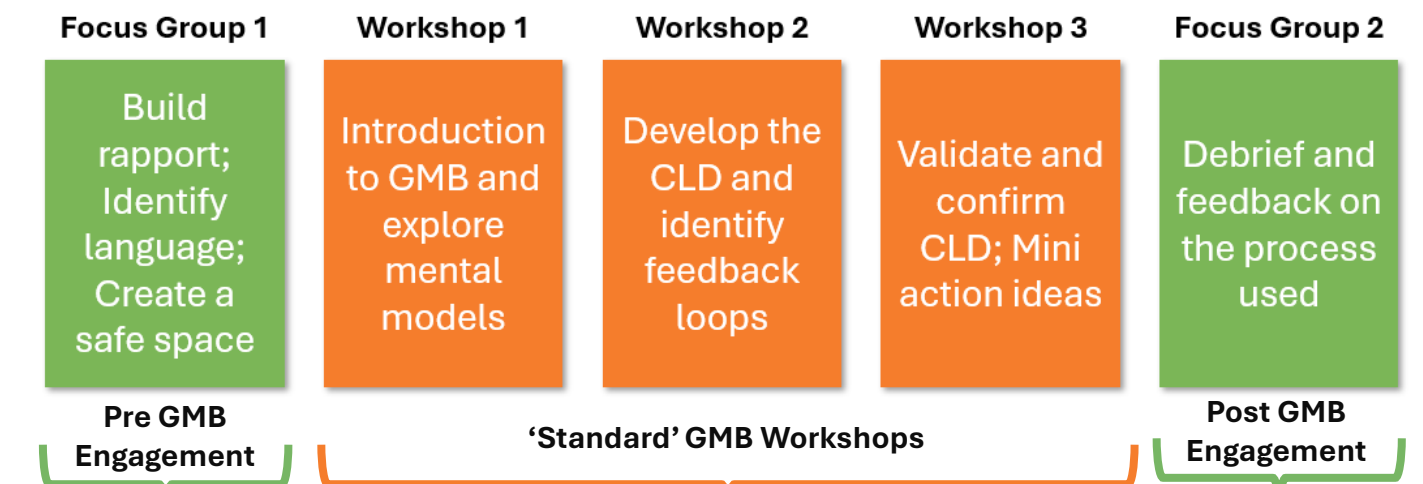 Focus Group 1
Workshop 1
Workshop 2
Workshop 3
Focus Group 2
Build
rapport;
Identify
language;
Create a
safe space
Introduction
to GMB and
explore
mental
models
Develop the
CLD and
identify
feedback
loops
Validate and
confirm
CLD; Mini
action ideas
Debrief and
feedback on
the process
used
Pre GMB
Engagement
‘Standard’ GMB Workshops
Post GMB
Engagement